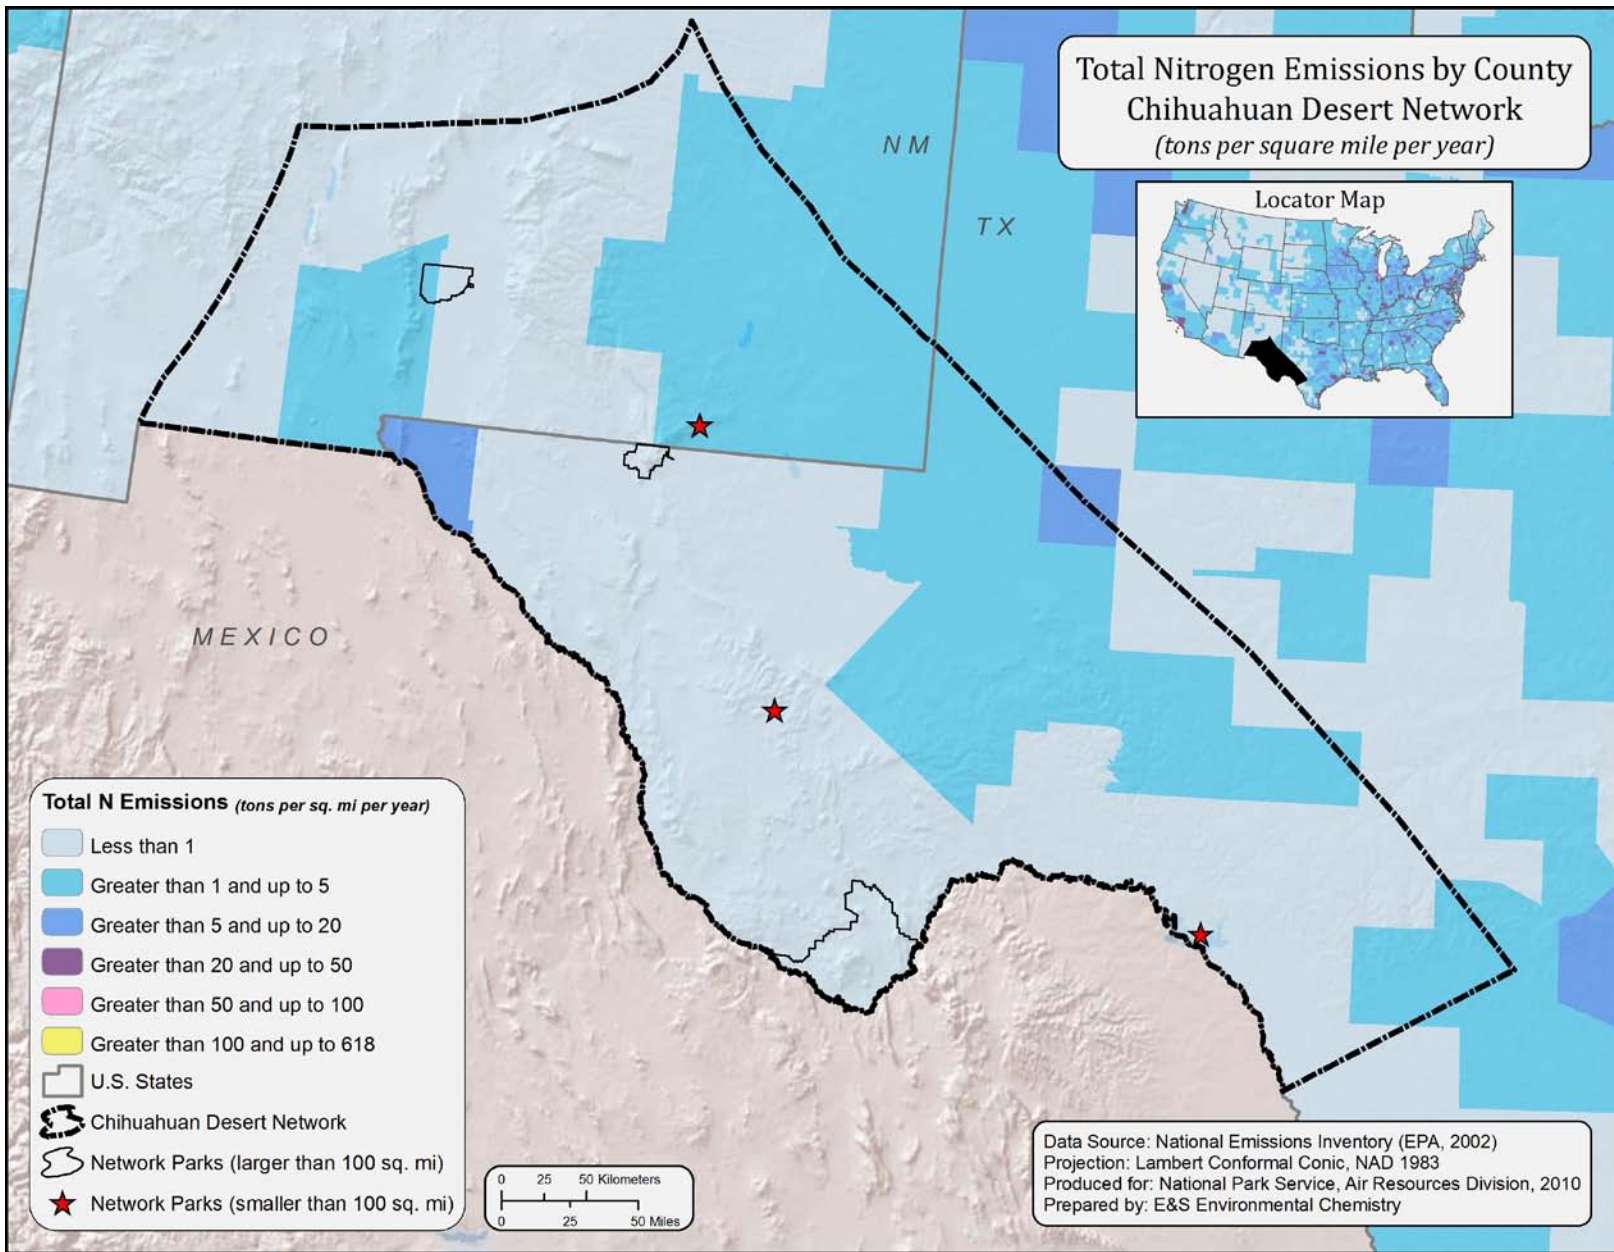 Total Nitrogen Emissions by County
Chihuahuan Desert Network
(tons per square mile per year)
Locator Map
NM
TX
MEXICO
Total N Emissions (tons per sq. mi per year)
Less than 1
Greater than 1 and up to 5
Greater than 5 and up to 20
Greater than 20 and up to 50
Greater than 50 and up to 100
Greater than 100 and up to 618
U.S. States
Chihuahuan Desert Network
Network Parks (larger than 100 sq. mi)
Network Parks (smaller than 100 sq. mi)
0 25 50 Kilometers
0 25 50 Miles
Data Source: National Emissions Inventory (EPA, 2002)
Projection: Lambert Conformal Conic, NAD 1983
Produced for: National Park Service, Air Resources Division, 2010
Prepared by: E&S Environmental Chemistry